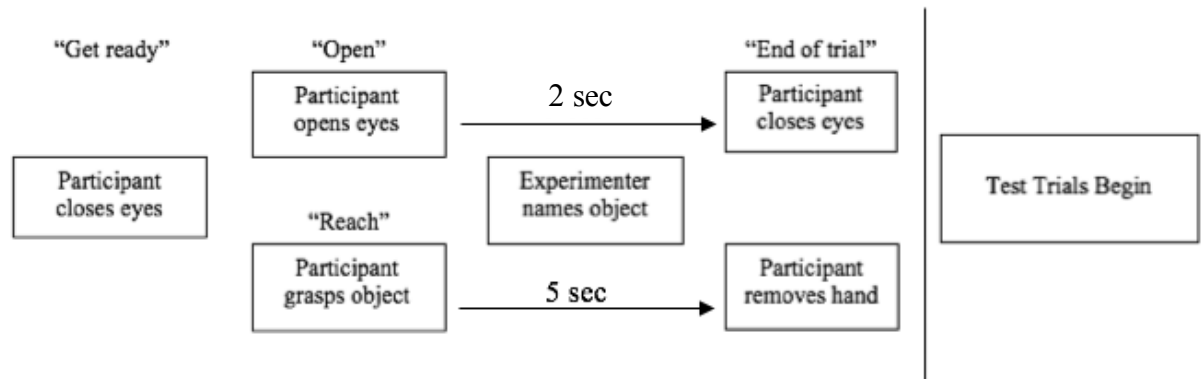 “Get ready”
“Open”
“End of trial”
Participant
opens eyes
2 sec
Participant
closes eyes
Participant
closes eyes
Experimenter
names object
Test Trials Begin
“Reach”
Participant
grasps object
5 sec
Participant
removes hand